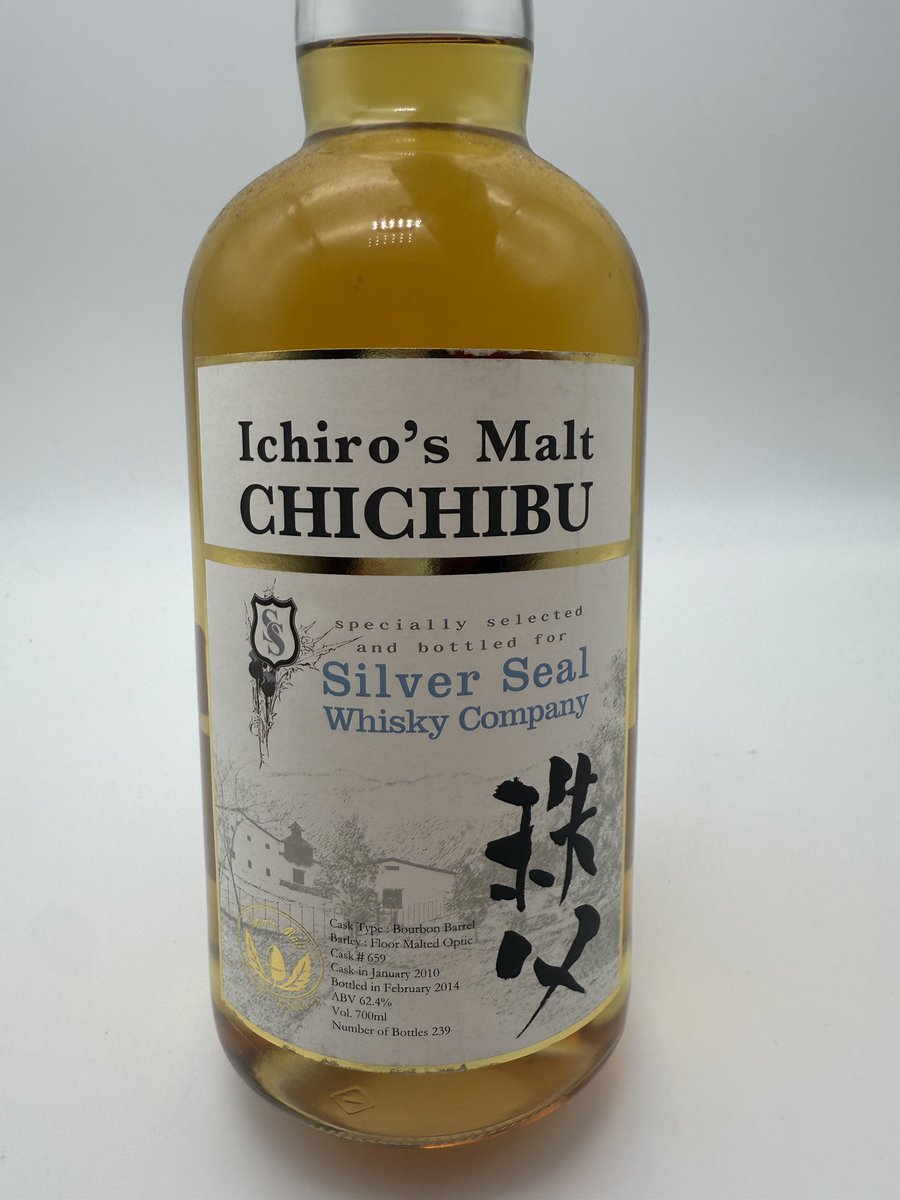 Ichiro's Malt
CHICHIBU
SS
specially selected
and bottled for
Silver Seal
Whisky Company
秩父
Cask Type : Bourbon Barrel
Barley : Floor Malted Optic
Cask # 659
Cask-in January 2010
Bottled in February 2014
ABV 62.4%
Vol. 700ml
Number of Bottles 239